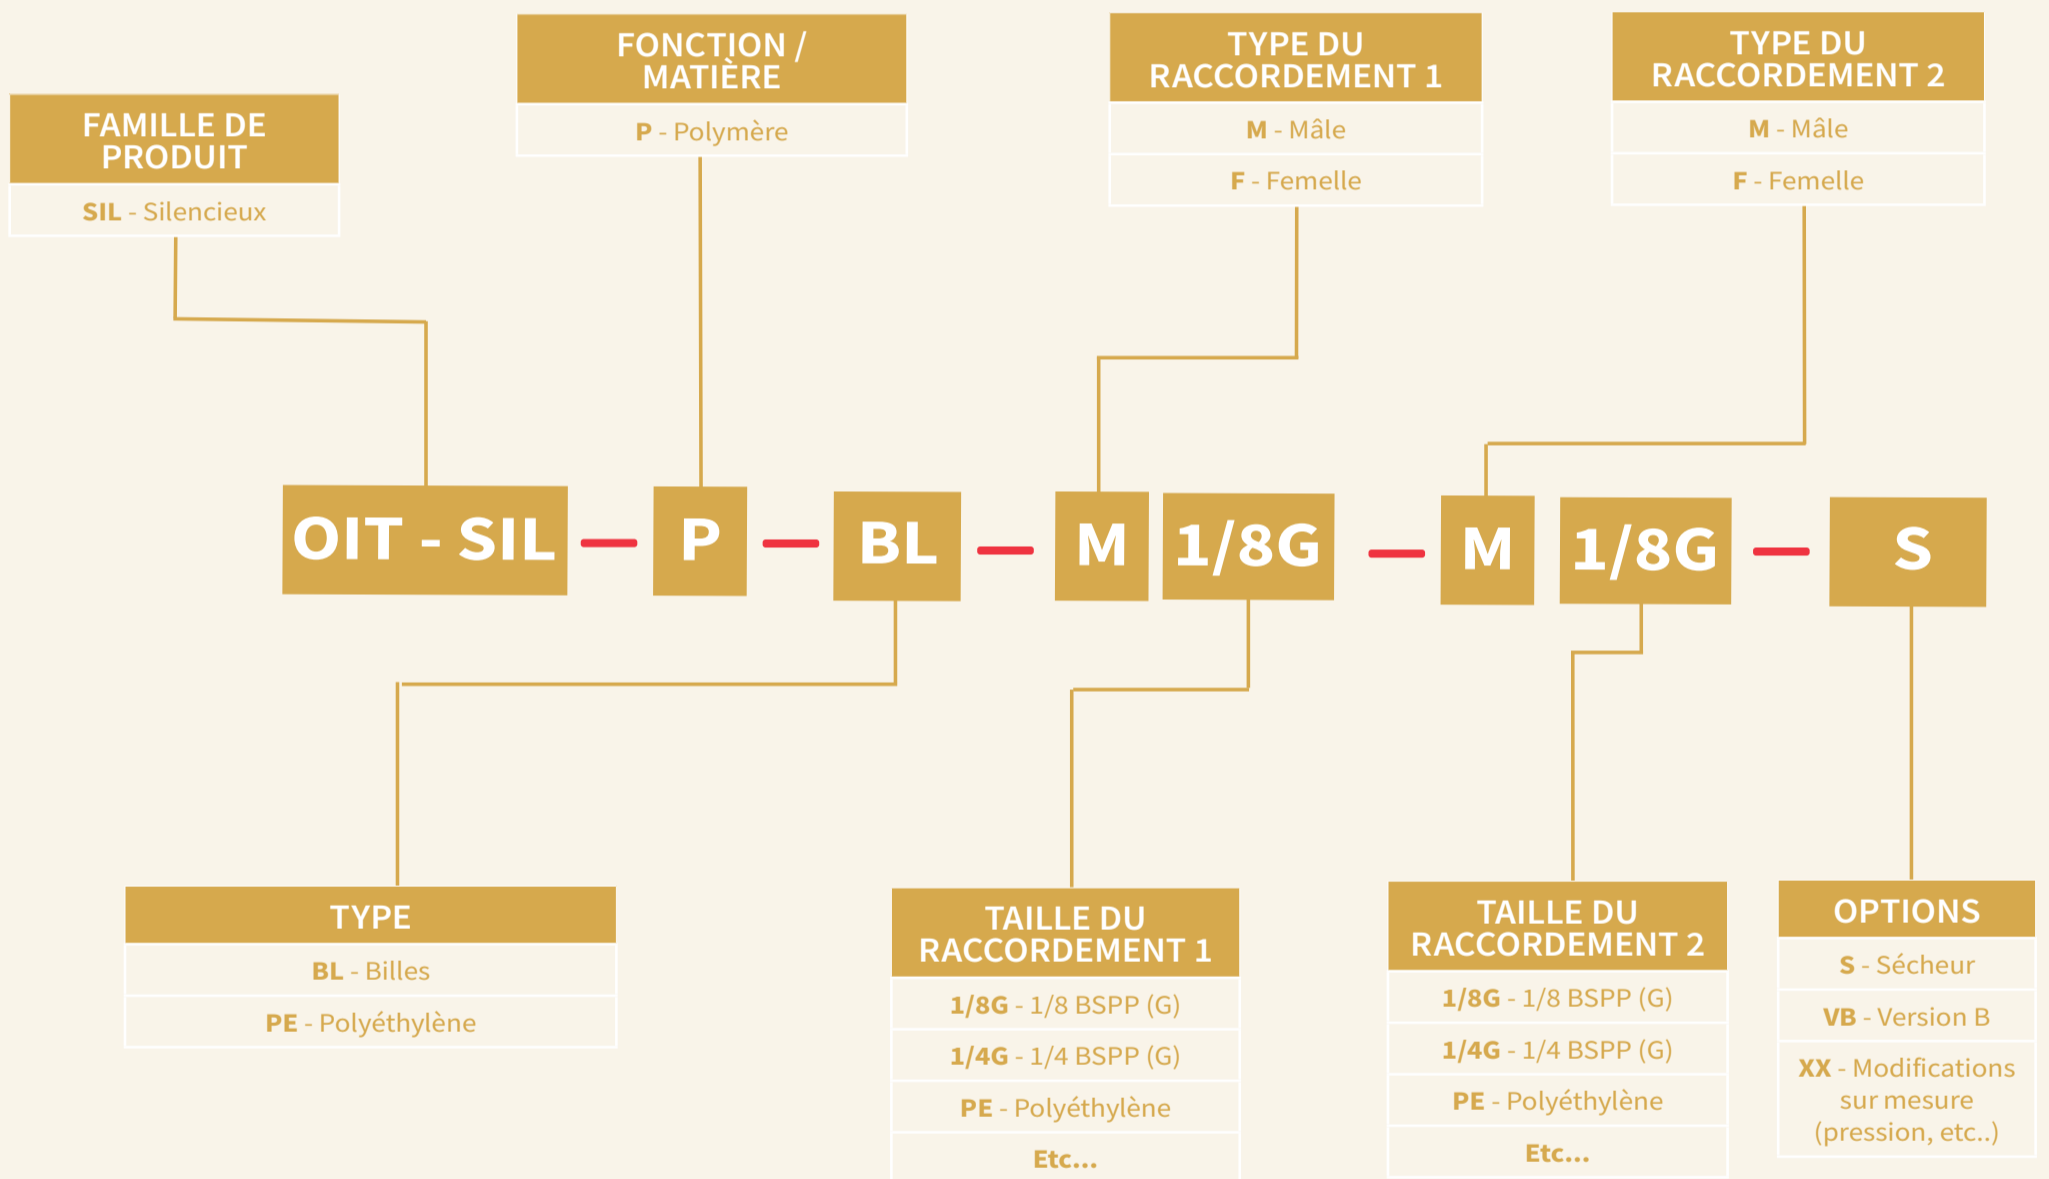 FAMILLE DE
PRODUIT
SIL - Silencieux
FONCTION /
MATIÈRE
P - Polymère
TYPE DU
RACCORDEMENT 1
M - Mâle
F - Femelle
TYPE DU
RACCORDEMENT 2
M - Mâle
F - Femelle
OIT - SIL — P — BL — M 1/8G — M 1/8G — S
TYPE
BL - Billes
PE - Polyéthylène
TAILLE DU
RACCORDEMENT 1
1/8G - 1/8 BSPP (G)
1/4G - 1/4 BSPP (G)
PE - Polyéthylène
Etc...
TAILLE DU
RACCORDEMENT 2
1/8G - 1/8 BSPP (G)
1/4G - 1/4 BSPP (G)
PE - Polyéthylène
Etc...
OPTIONS
S - Sécheur
VB - Version B
XX - Modifications
sur mesure
(pression, etc..)